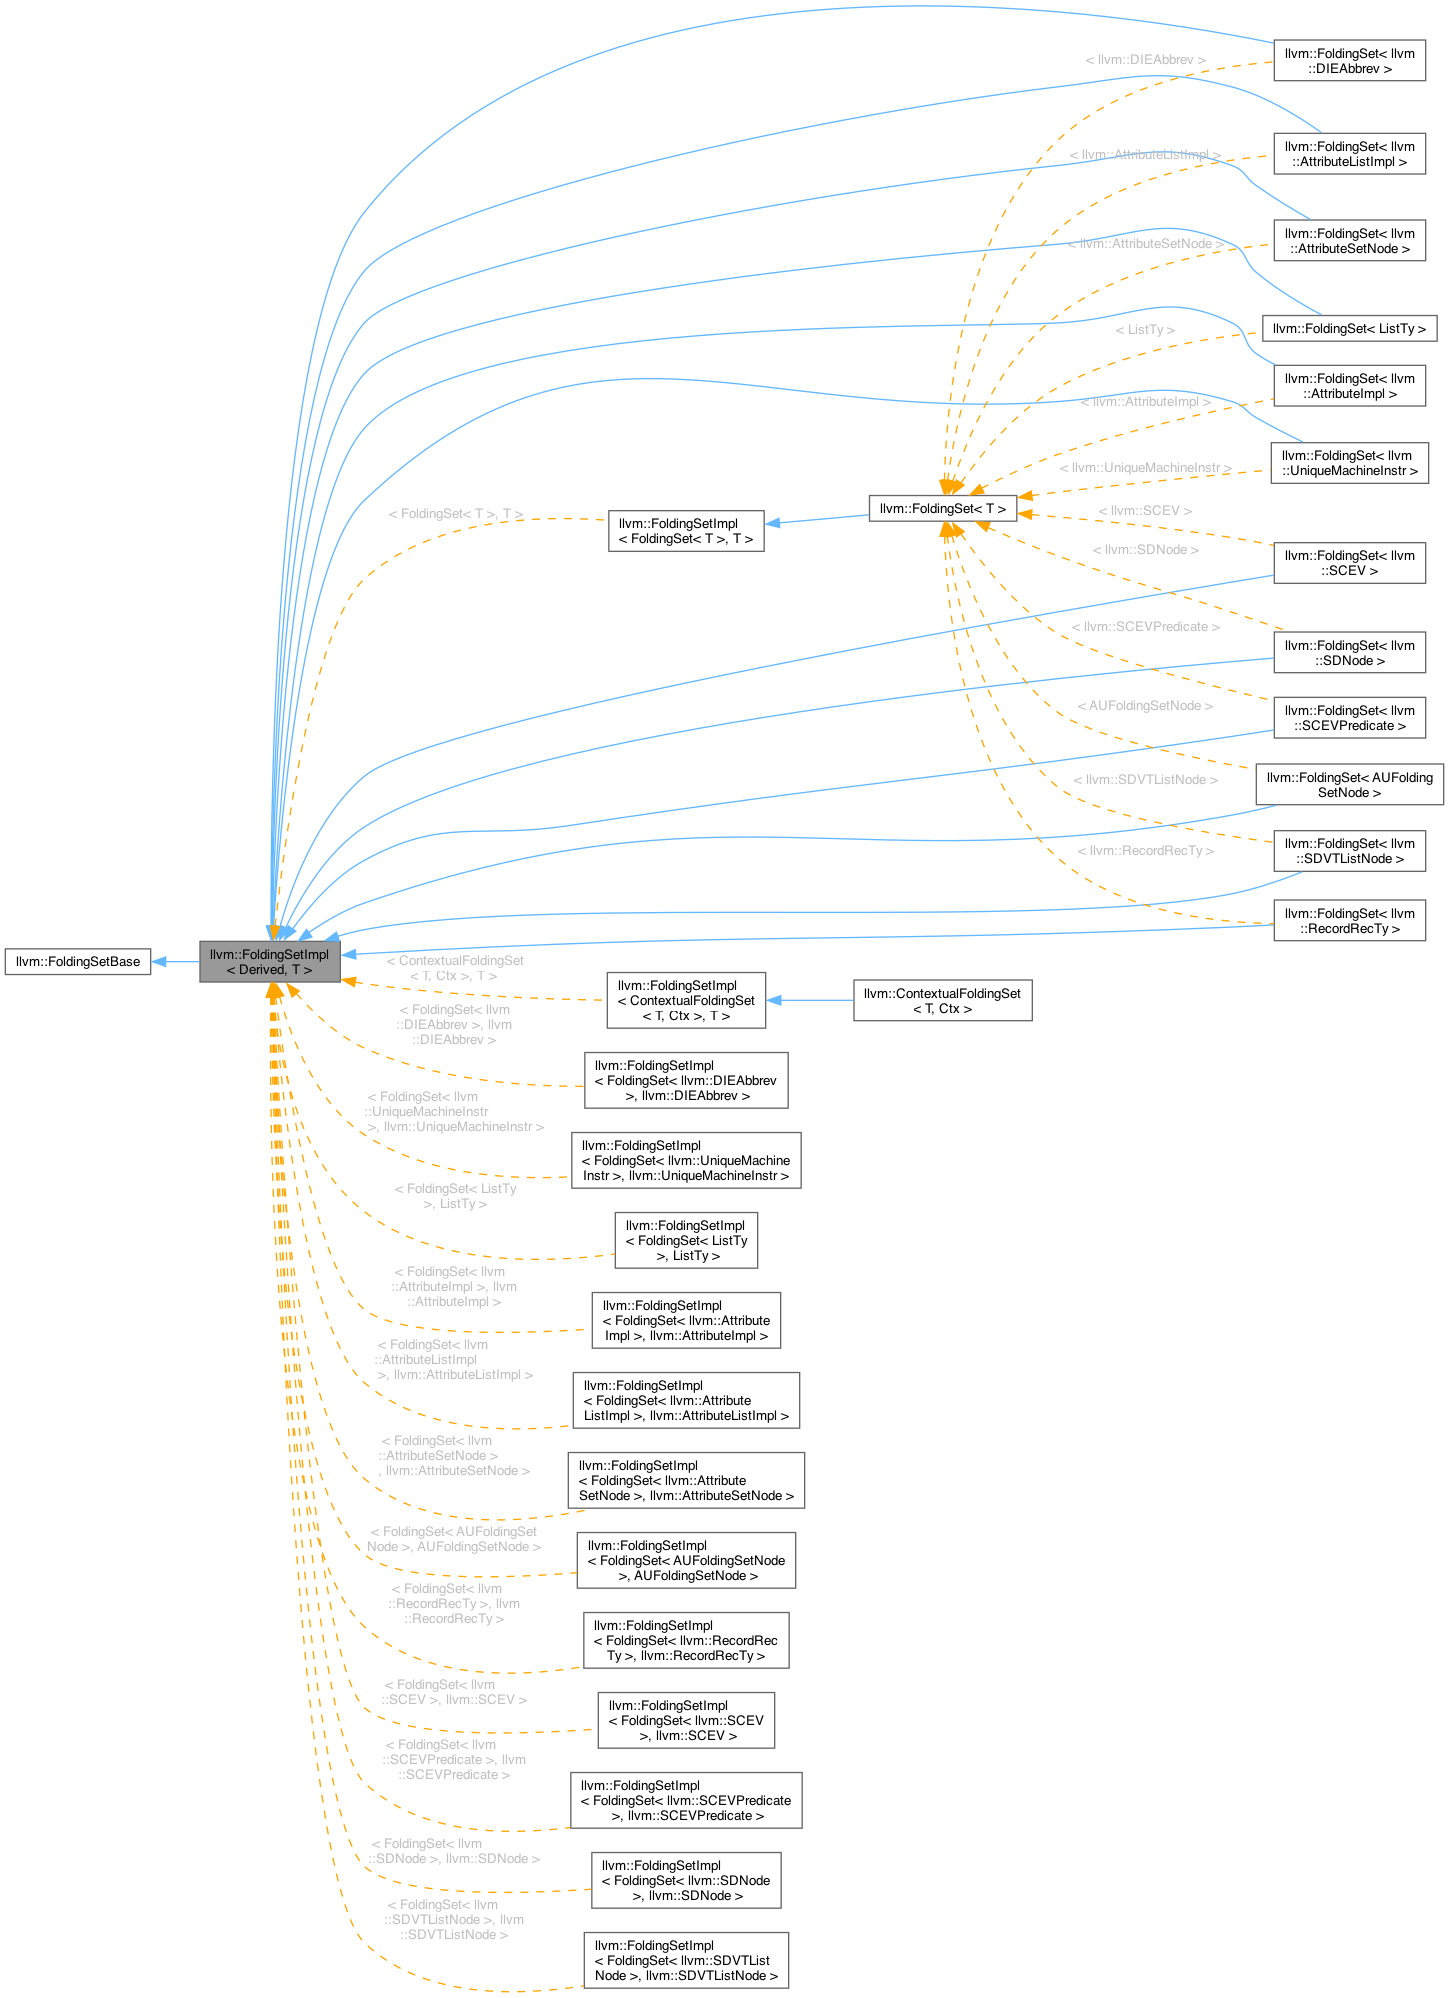 llvm::FoldingSetBase
llvm::FoldingSetImpl
< Derived, T >
< FoldingSet< T >, T >
llvm::FoldingSetImpl
< FoldingSet< T >, T >
llvm::FoldingSet< T >
< llvm::DIEAbbrev >
llvm::FoldingSet< llvm
::DIEAbbrev >
< llvm::AttributeListImpl >
llvm::FoldingSet< llvm
::AttributeListImpl >
< llvm::AttributeSetNode >
llvm::FoldingSet< llvm
::AttributeSetNode >
< ListTy >
llvm::FoldingSet< ListTy >
< llvm::AttributeImpl >
llvm::FoldingSet< llvm
::AttributeImpl >
< llvm::UniqueMachineInstr >
llvm::FoldingSet< llvm
::UniqueMachineInstr >
< llvm::SCEV >
llvm::FoldingSet< llvm
::SCEV >
< llvm::SDNode >
llvm::FoldingSet< llvm
::SDNode >
< llvm::SCEVPredicate >
llvm::FoldingSet< llvm
::SCEVPredicate >
< AUFoldingSetNode >
llvm::FoldingSet< AUFolding
SetNode >
< llvm::SDVTListNode >
llvm::FoldingSet< llvm
::SDVTListNode >
< llvm::RecordRecTy >
llvm::FoldingSet< llvm
::RecordRecTy >
< ContextualFoldingSet
< T, Ctx >, T >
llvm::FoldingSetImpl
< ContextualFoldingSet
< T, Ctx >, T >
llvm::ContextualFoldingSet
< T, Ctx >
< FoldingSet< llvm
::DIEAbbrev >, llvm
::DIEAbbrev >
llvm::FoldingSetImpl
< FoldingSet< llvm::DIEAbbrev
>, llvm::DIEAbbrev >
< FoldingSet< llvm
::UniqueMachineInstr
>, llvm::UniqueMachineInstr >
llvm::FoldingSetImpl
< FoldingSet< llvm::UniqueMachine
Instr >, llvm::UniqueMachineInstr >
< FoldingSet< ListTy
>, ListTy >
llvm::FoldingSetImpl
< FoldingSet< ListTy
>, ListTy >
< FoldingSet< llvm
::AttributeImpl >, llvm
::AttributeImpl >
llvm::FoldingSetImpl
< FoldingSet< llvm::Attribute
Impl >, llvm::AttributeImpl >
< FoldingSet< llvm
::AttributeListImpl
>, llvm::AttributeListImpl >
llvm::FoldingSetImpl
< FoldingSet< llvm::Attribute
ListImpl >, llvm::AttributeListImpl >
< FoldingSet< llvm
::AttributeSetNode >
, llvm::AttributeSetNode >
llvm::FoldingSetImpl
< FoldingSet< llvm::Attribute
SetNode >, llvm::AttributeSetNode >
< FoldingSet< AUFoldingSet
Node >, AUFoldingSetNode >
llvm::FoldingSetImpl
< FoldingSet< AUFoldingSetNode
>, AUFoldingSetNode >
< FoldingSet< llvm
::RecordRecTy >, llvm
::RecordRecTy >
llvm::FoldingSetImpl
< FoldingSet< llvm::RecordRec
Ty >, llvm::RecordRecTy >
< FoldingSet< llvm
::SCEV >, llvm::SCEV >
llvm::FoldingSetImpl
< FoldingSet< llvm::SCEV
>, llvm::SCEV >
< FoldingSet< llvm
::SCEVPredicate >, llvm
::SCEVPredicate >
llvm::FoldingSetImpl
< FoldingSet< llvm::SCEVPredicate
>, llvm::SCEVPredicate >
< FoldingSet< llvm
::SDNode >, llvm::SDNode >
llvm::FoldingSetImpl
< FoldingSet< llvm::SDNode
>, llvm::SDNode >
< FoldingSet< llvm
::SDVTListNode >, llvm
::SDVTListNode >
llvm::FoldingSetImpl
< FoldingSet< llvm::SDVTList
Node >, llvm::SDVTListNode >